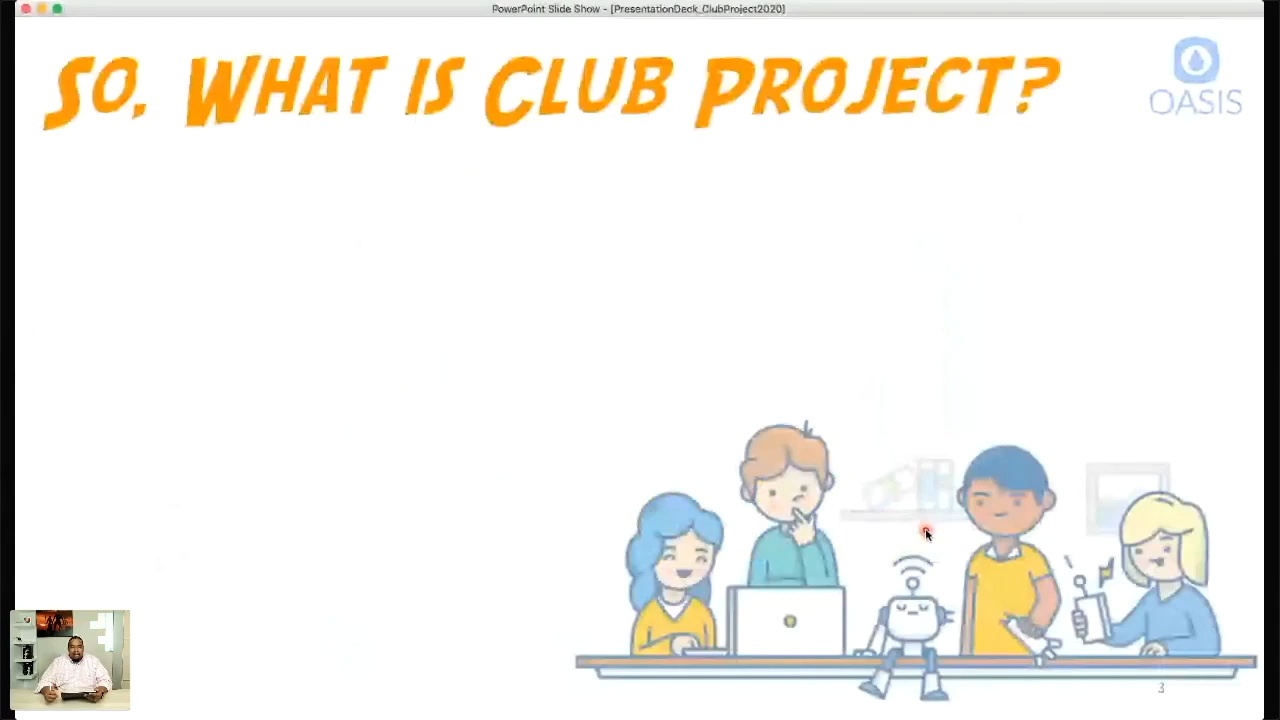 PowerPoint Slide Show - [PresentationDeck_ClubProject2020]
So, What is Club Project?
OASIS
3